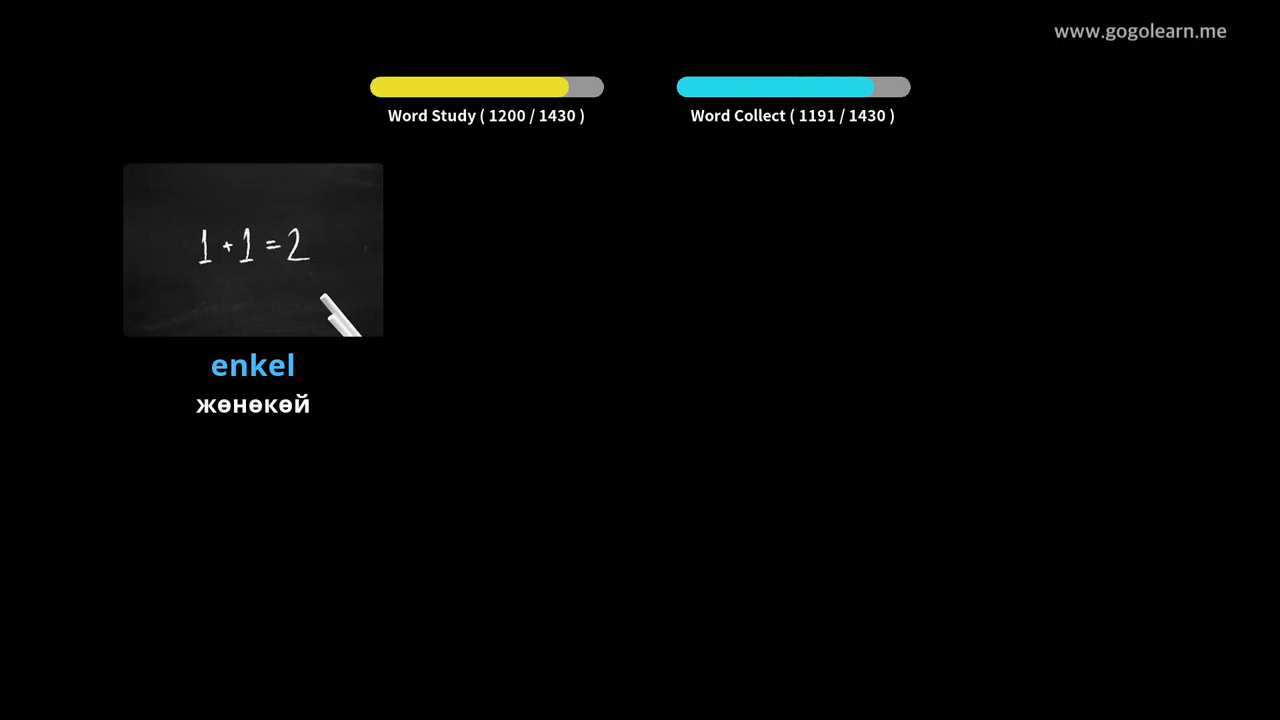 www.gogolearn.me
Word Study ( 1200 / 1430 )
Word Collect ( 1191 / 1430 )
1 + 1 = 2
enkel
жөнөкөй